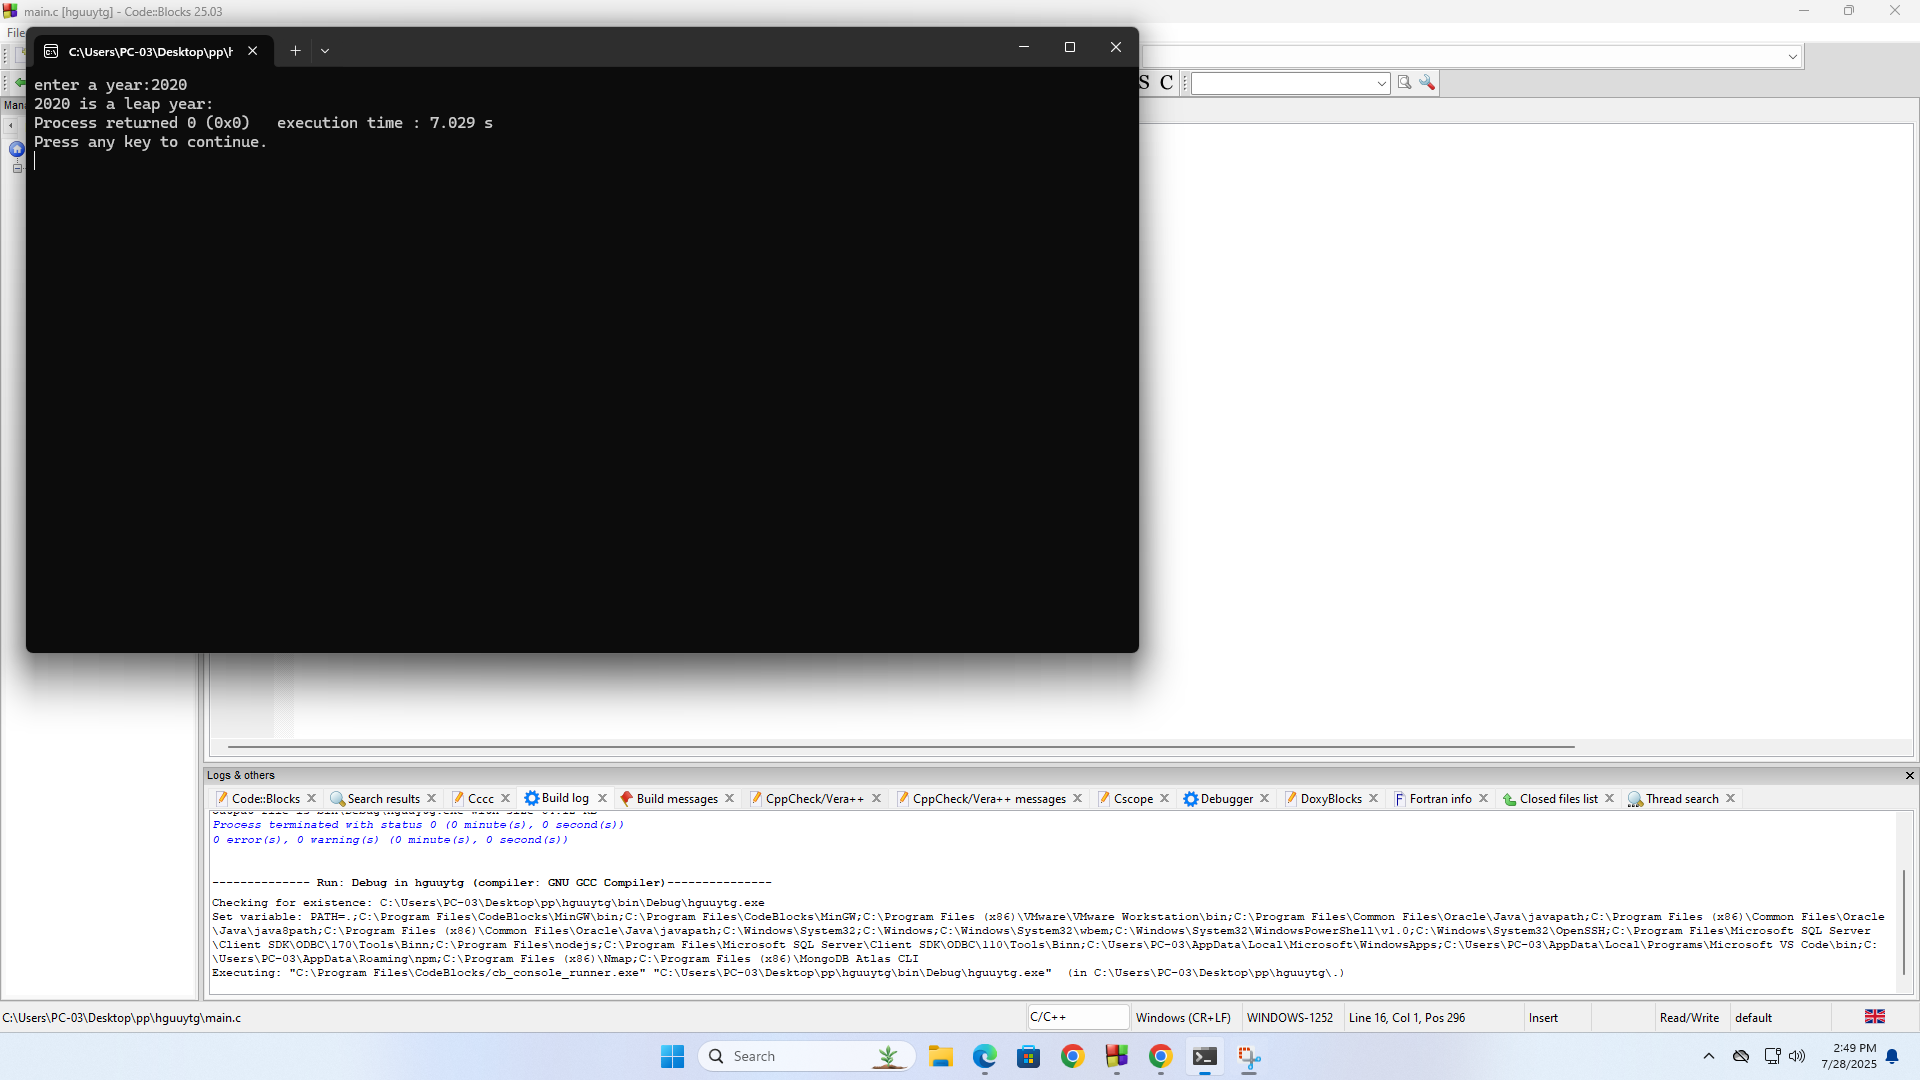 main.c [hguuytg] - Code::Blocks 25.03
File
C:\Users\PC-03\Desktop\pp\h
enter a year:2020
2020 is a leap year:
Process returned 0 (0x0)   execution time : 7.029 s
Press any key to continue.
S C
Mana
Logs & others
Code::Blocks
Search results
Cccc
Build log
Build messages
CppCheck/Vera++
CppCheck/Vera++ messages
Cscope
Debugger
DoxyBlocks
Fortran info
Closed files list
Thread search
Process terminated with status 0 (0 minute(s), 0 second(s))
0 error(s), 0 warning(s) (0 minute(s), 0 second(s))
-------------- Run: Debug in hguuytg (compiler: GNU GCC Compiler)---------------
Checking for existence: C:\Users\PC-03\Desktop\pp\hguuytg\bin\Debug\hguuytg.exe
Set variable: PATH=.;C:\Program Files\CodeBlocks\MinGW\bin;C:\Program Files\CodeBlocks\MinGW;C:\Program Files (x86)\VMware\VMware Workstation\bin;C:\Program Files\Common Files\Oracle\Java\javapath;C:\Program Files (x86)\Common Files\Oracle
\Java\java8path;C:\Program Files (x86)\Common Files\Oracle\Java\javapath;C:\Windows\System32;C:\Windows;C:\Windows\System32\wbem;C:\Windows\System32\WindowsPowerShell\v1.0;C:\Windows\System32\OpenSSH;C:\Program Files\Microsoft SQL Server
\Client SDK\ODBC\170\Tools\Binn;C:\Program Files\nodejs;C:\Program Files\Microsoft SQL Server\Client SDK\ODBC\110\Tools\Binn;C:\Users\PC-03\AppData\Local\Microsoft\WindowsApps;C:\Users\PC-03\AppData\Local\Programs\Microsoft VS Code\bin;C:
\Users\PC-03\AppData\Roaming\npm;C:\Program Files (x86)\Nmap;C:\Program Files (x86)\MongoDB Atlas CLI
Executing: "C:\Program Files\CodeBlocks/cb_console_runner.exe" "C:\Users\PC-03\Desktop\pp\hguuytg\bin\Debug\hguuytg.exe"  (in C:\Users\PC-03\Desktop\pp\hguuytg\.)
C:\Users\PC-03\Desktop\pp\hguuytg\main.c
C/C++
Windows (CR+LF)
WINDOWS-1252
Line 16, Col 1, Pos 296
Insert
Read/Write
default
Search
2:49 PM
7/28/2025